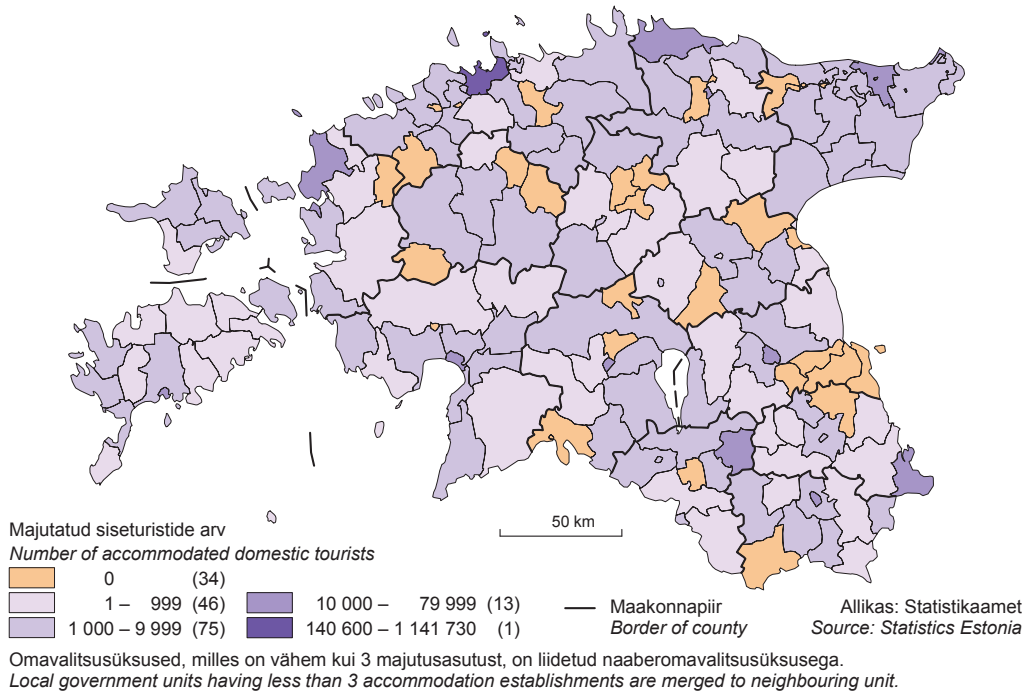 50 km
Majutatud siseturistide arv
Number of accommodated domestic tourists
0 (34)
1 – 999 (46)
1 000 – 9 999 (75)
10 000 – 79 999 (13)
140 600 – 1 141 730 (1)
Maakonnapiir
Border of county
Allikas: Statistikaamet
Source: Statistics Estonia
Omavalitsusüksused, milles on vähem kui 3 majutusasutust, on liidetud naaberomavalitsusüksusega.
Local government units having less than 3 accommodation establishments are merged to neighbouring unit.